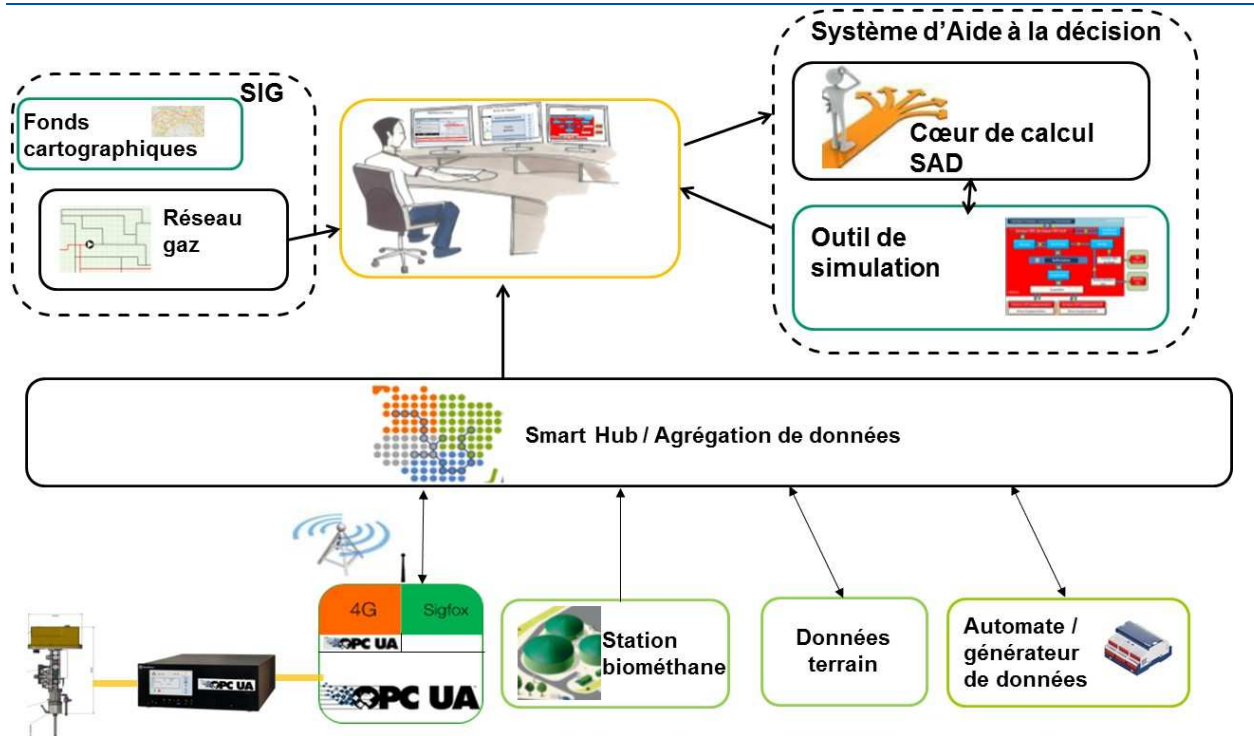 Système d’Aide à la décision
SIG
Fonds
cartographiques
Cœur de calcul
SAD
Réseau
gaz
Outil de
simulation
Smart Hub / Agrégation de données
4G
Sigfox
OPC UA
OPC UA
OPC UA
Station
biométhane
Données
terrain
Automate /
générateur
de données